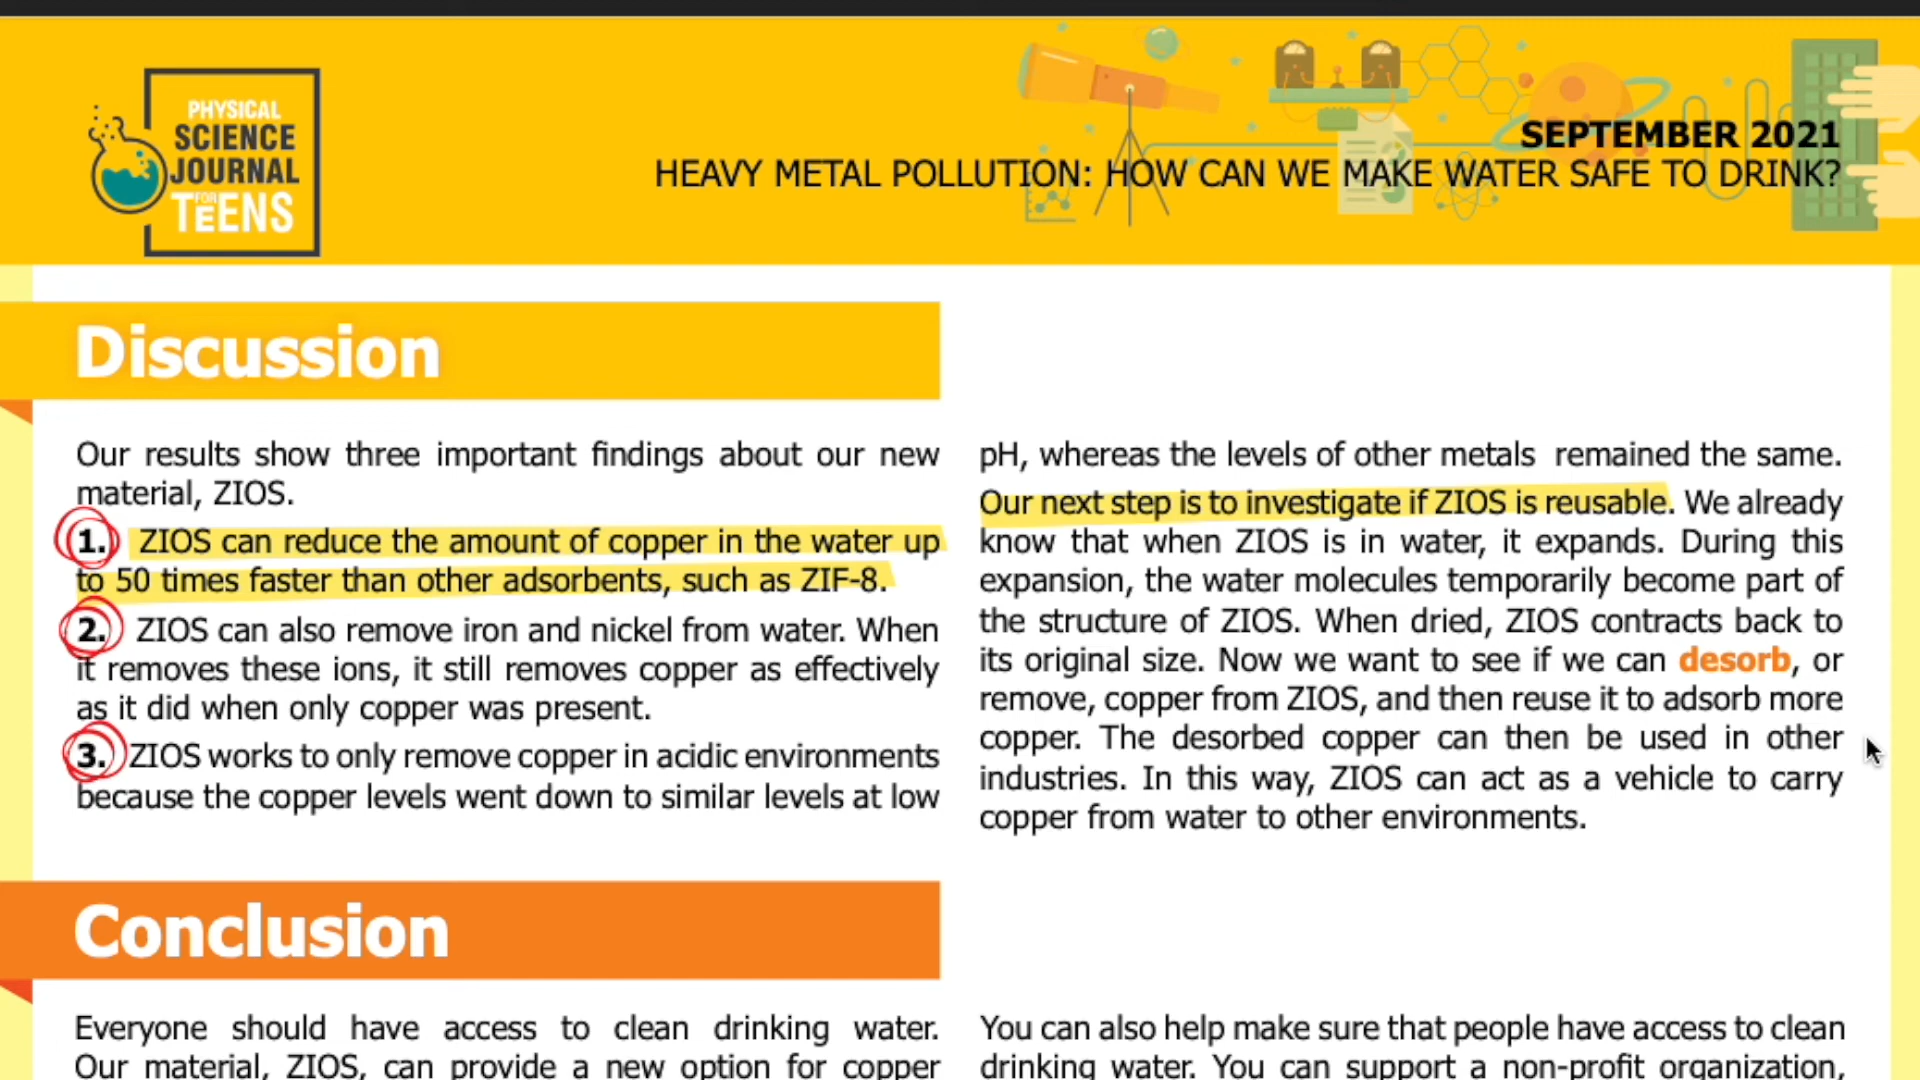 PHYSICAL
SCIENCE
JOURNAL
FOR
TEENS
SEPTEMBER 2021
HEAVY METAL POLLUTION: HOW CAN WE MAKE WATER SAFE TO DRINK?
Discussion
Our results show three important findings about our new
material, ZIOS.
1. ZIOS can reduce the amount of copper in the water up
to 50 times faster than other adsorbents, such as ZIF-8.
2. ZIOS can also remove iron and nickel from water. When
it removes these ions, it still removes copper as effectively
as it did when only copper was present.
3. ZIOS works to only remove copper in acidic environments
because the copper levels went down to similar levels at low
pH, whereas the levels of other metals remained the same.
Our next step is to investigate if ZIOS is reusable. We already
know that when ZIOS is in water, it expands. During this
expansion, the water molecules temporarily become part of
the structure of ZIOS. When dried, ZIOS contracts back to
its original size. Now we want to see if we can desorb, or
remove, copper from ZIOS, and then reuse it to adsorb more
copper. The desorbed copper can then be used in other
industries. In this way, ZIOS can act as a vehicle to carry
copper from water to other environments.
Conclusion
Everyone should have access to clean drinking water.
Our material, ZIOS, can provide a new option for copper
You can also help make sure that people have access to clean
drinking water. You can support a non-profit organization,